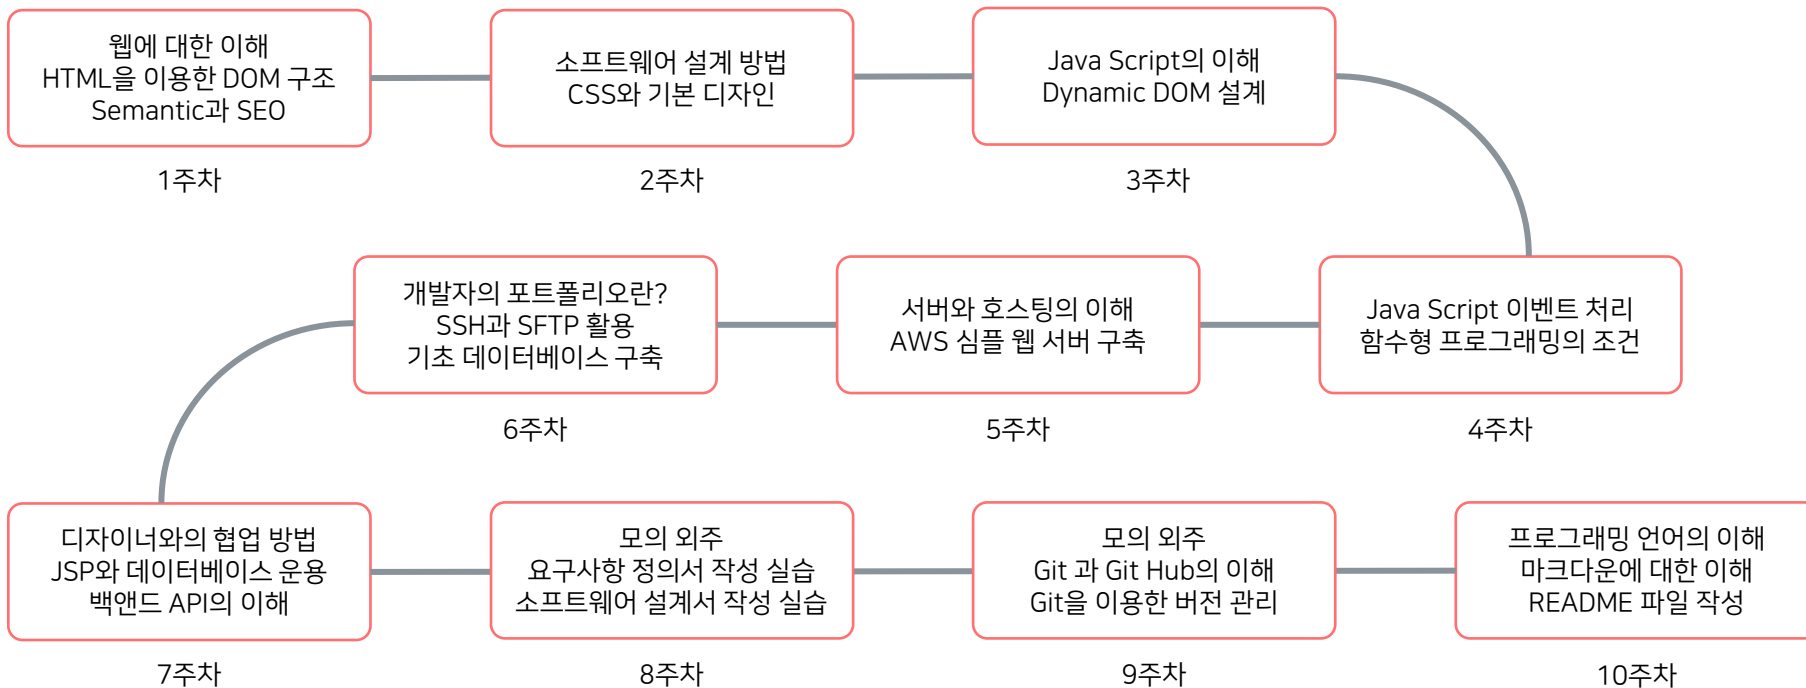 웹에 대한 이해
HTML을 이용한 DOM 구조
Semantic과 SEO
1주차
소프트웨어 설계 방법
CSS와 기본 디자인
2주차
Java Script의 이해
Dynamic DOM 설계
3주차
Java Script 이벤트 처리
함수형 프로그래밍의 조건
4주차
서버와 호스팅의 이해
AWS 심플 웹 서버 구축
5주차
개발자의 포트폴리오란?
SSH과 SFTP 활용
기초 데이터베이스 구축
6주차
디자이너와의 협업 방법
JSP와 데이터베이스 운용
백앤드 API의 이해
7주차
모의 외주
요구사항 정의서 작성 실습
소프트웨어 설계서 작성 실습
8주차
모의 외주
Git 과 Git Hub의 이해
Git을 이용한 버전 관리
9주차
프로그래밍 언어의 이해
마크다운에 대한 이해
README 파일 작성
10주차